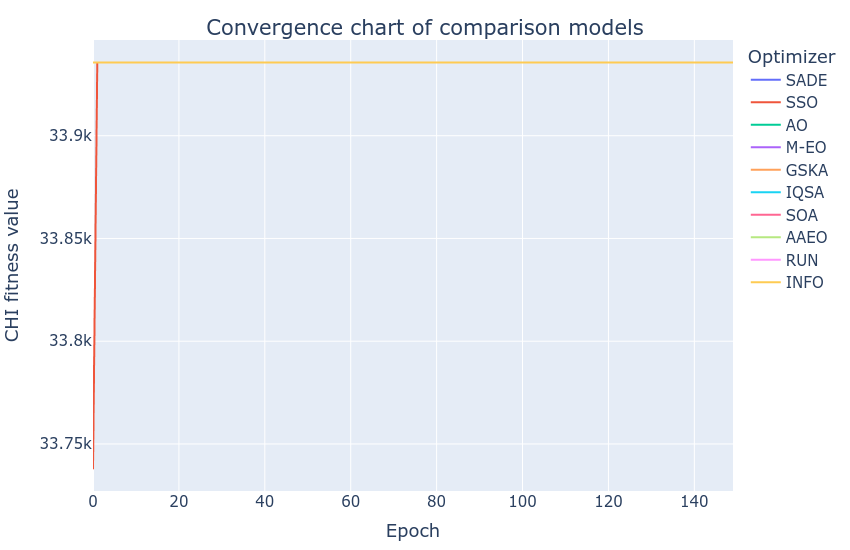 Convergence chart of comparison models
CHI fitness value
33.9k
33.85k
33.8k
33.75k
0 20 40 60 80 100 120 140
Epoch
Optimizer
SADE
SSO
AO
M-EO
GSKA
IQSA
SOA
AAEO
RUN
INFO